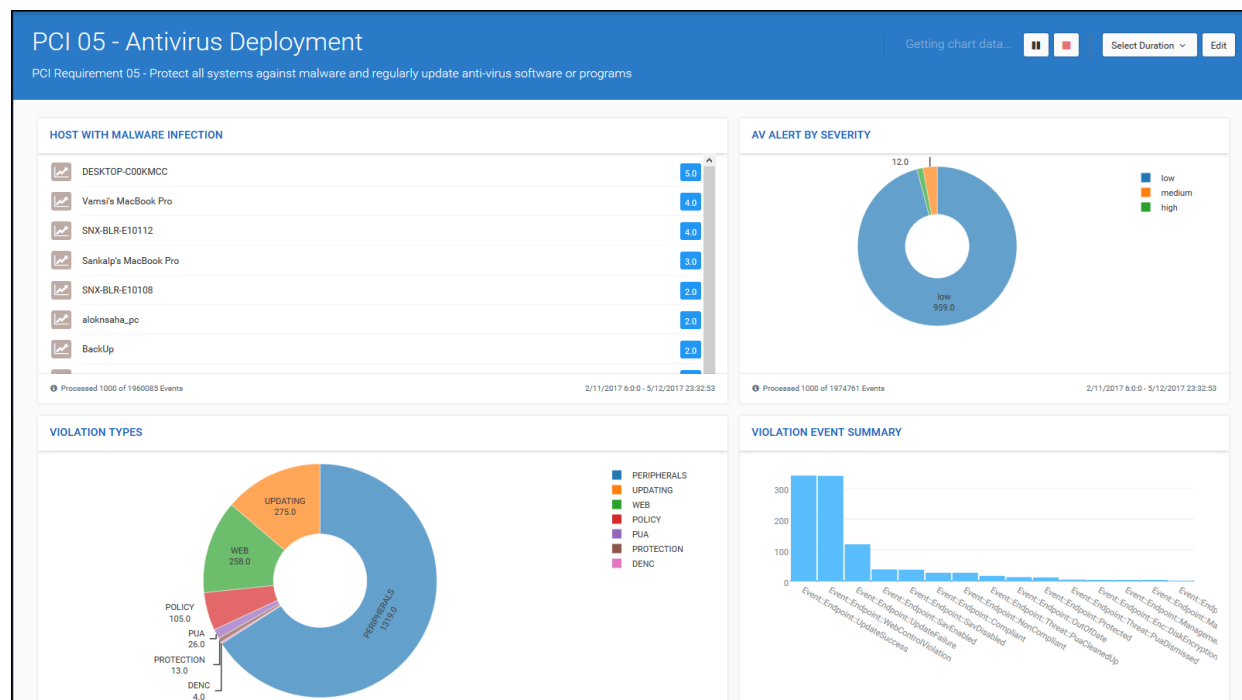 PCI 05 - Antivirus Deployment
PCI Requirement 05 - Protect all systems against malware and regularly update anti-virus software or programs
Getting chart data...
Select Duration
Edit
HOST WITH MALWARE INFECTION
DESKTOP-C00KMCC 5.0
Vamsi's MacBook Pro 4.0
SNX-BLR-E10112 4.0
Sankalp's MacBook Pro 3.0
SNX-BLR-E10108 2.0
aloknsaha_pc 2.0
BackUp 2.0
Processed 1000 of 1960085 Events 2/11/2017 6:0:0 - 5/12/2017 23:32:53
AV ALERT BY SEVERITY
12.0
low
959.0
low
medium
high
Processed 1000 of 1974761 Events 2/11/2017 6:0:0 - 5/12/2017 23:32:53
VIOLATION TYPES
UPDATING
275.0
WEB
258.0
POLICY
105.0
PUA
26.0
PROTECTION
13.0
DENC
4.0
PERIPHERALS
1319.0
PERIPHERALS
UPDATING
WEB
POLICY
PUA
PROTECTION
DENC
VIOLATION EVENT SUMMARY
300
200
100
0
Event::Endpoint::UpdateSuccess
Event::Endpoint::WebControlViolation
Event::Endpoint::UpdateFailure
Event::Endpoint::SavEnabled
Event::Endpoint::SavDisabled
Event::Endpoint::Compliant
Event::Endpoint::NonCompliant
Event::Endpoint::Threat::PuaCleanedUp
Event::Endpoint::OutOfDate
Event::Endpoint::Protected
Event::Endpoint::Threat::PuaDismissed
Event::Endpoint::Enc::DiskEncryption
Event::Endpoint::Manageme
Event::Endpoint::Ma
Event::Endp